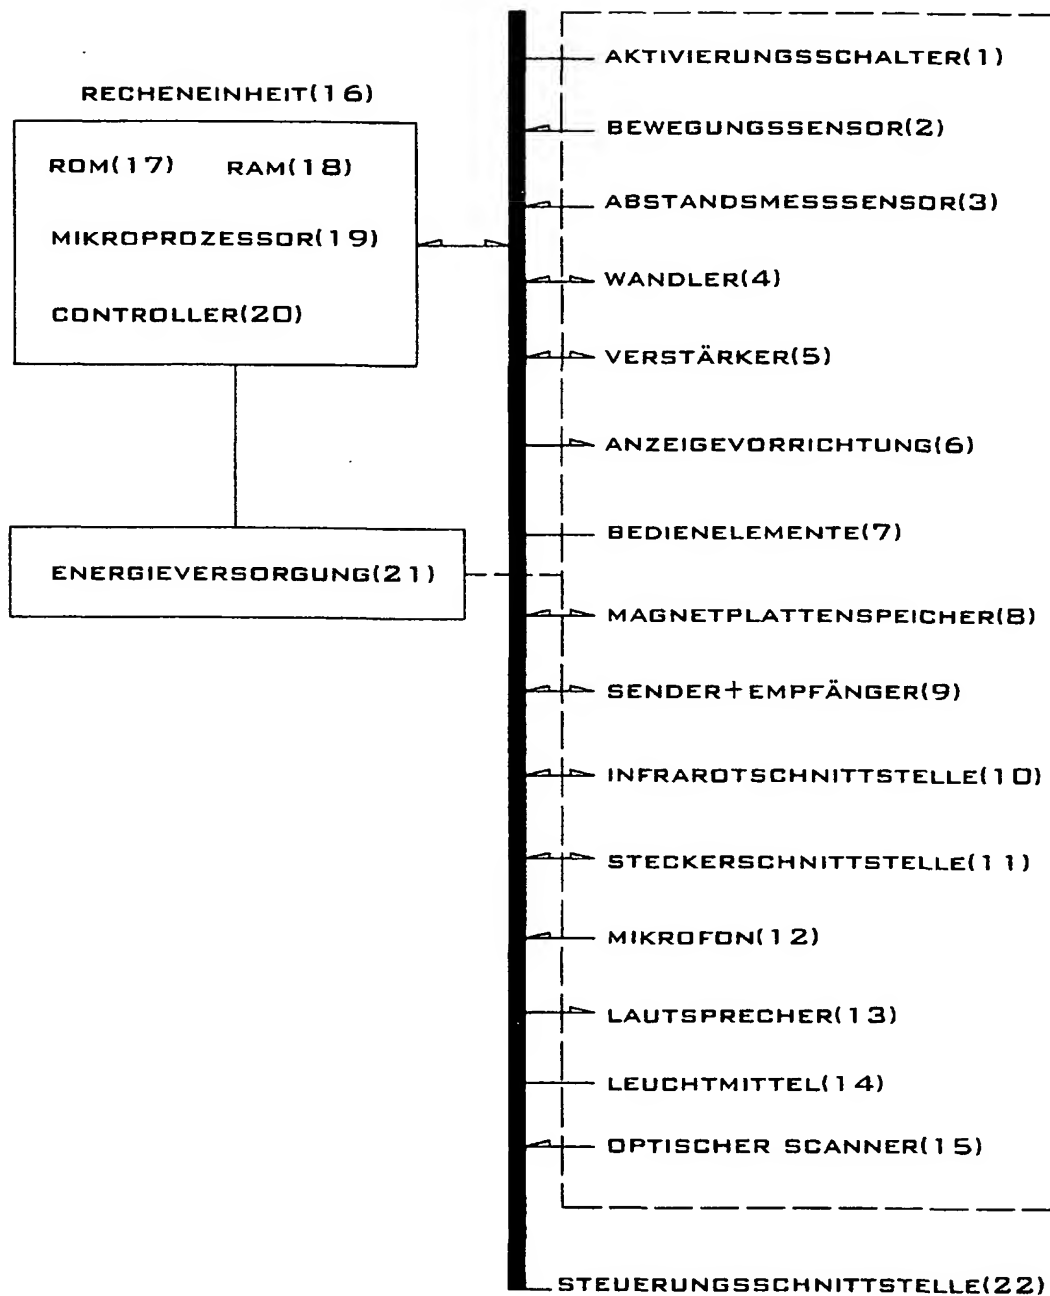 RECHENEINHEIT(16)
ROM(17) RAM(18)
MIKROPROZESSOR(19)
CONTROLLER(20)
ENERGIEVERSORGUNG(21)
AKTIVIERUNGSSCHALTER(1)
BEWEGUNGSSENSOR(2)
ABSTANDSMESSSENSOR(3)
WANDLER(4)
VERSTÄRKER(5)
ANZEIGEVORRICHTUNG(6)
BEDIENELEMENTE(7)
MAGNETPLATTENSPEICHER(8)
SENDER+EMPFÄNGER(9)
INFRAROTSCHNITTSTELLE(10)
STECKERSCHNITTSTELLE(11)
MIKROFON(12)
LAUTSPRECHER(13)
LEUCHTMITTEL(14)
OPTISCHER SCANNER(15)
STEUERUNGSSCHNITTSTELLE(22)